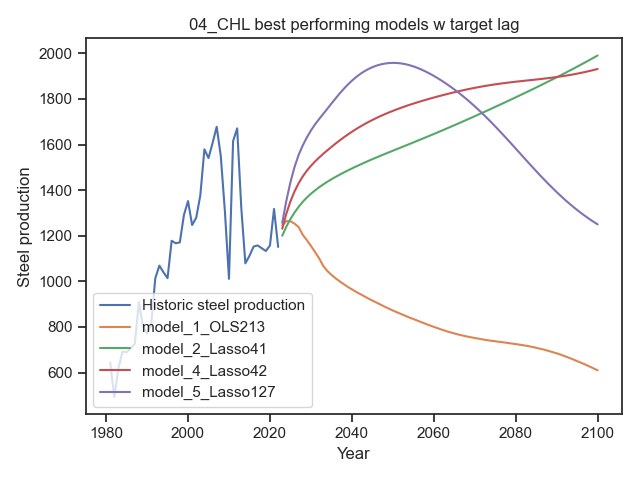 04_CHL best performing models w target lag
Steel production
2000
1800
1600
1400
1200
1000
800
600
Historic steel production
model_1_OLS213
model_2_Lasso41
model_4_Lasso42
model_5_Lasso127
1980 2000 2020 2040 2060 2080 2100
Year